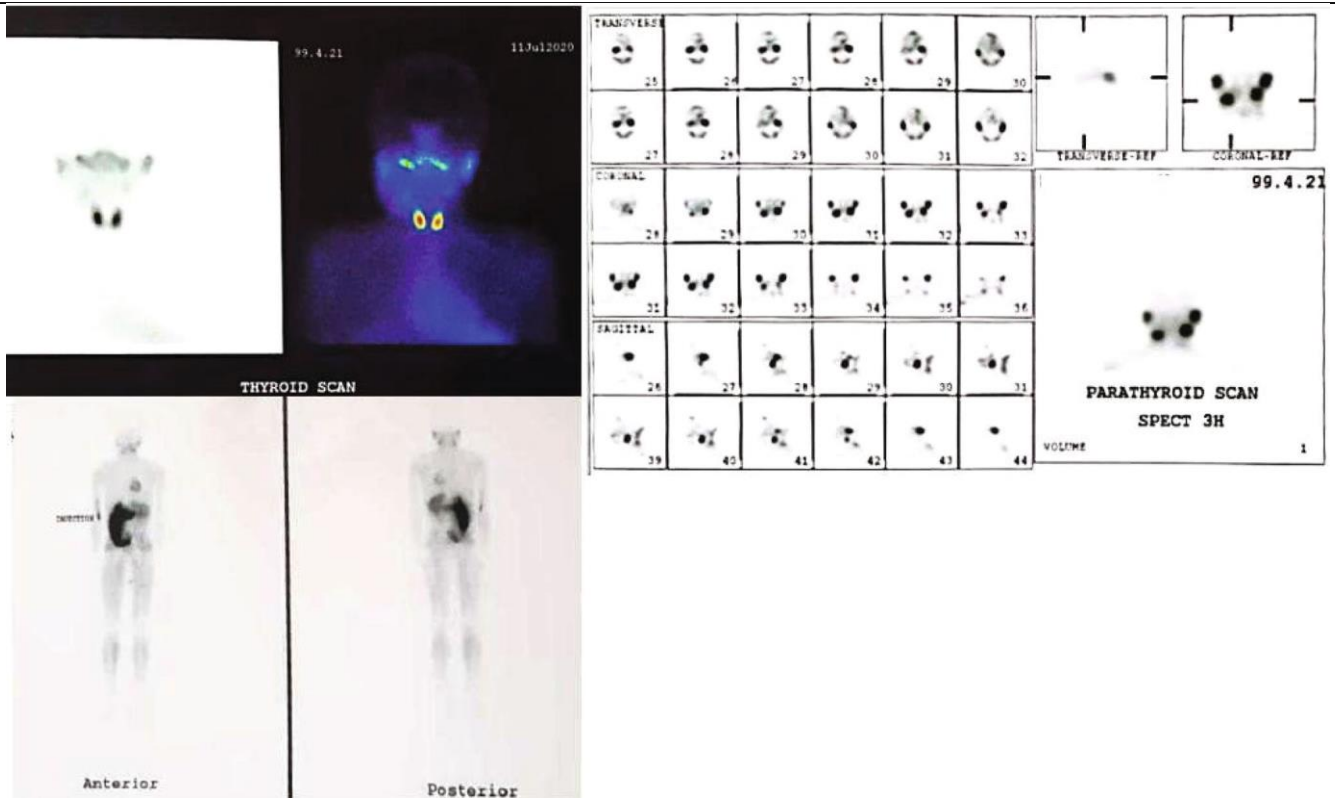 99.4.21
11Jul2020
THYROID SCAN
Anterior
Posterior
TRANSVERSE
25 26 27 28 29 30
27 28 29 30 31 32
CORONAL
28 29 30 31 32 33
31 32 33 34 35 36
SAGITTAL
26 27 28 29 30 31
39 40 41 42 43 44
TRANSVERSE-REF
CORONAL-REF
99.4.21
PARATHYROID SCAN
SPECT 3H
VOLUME
1